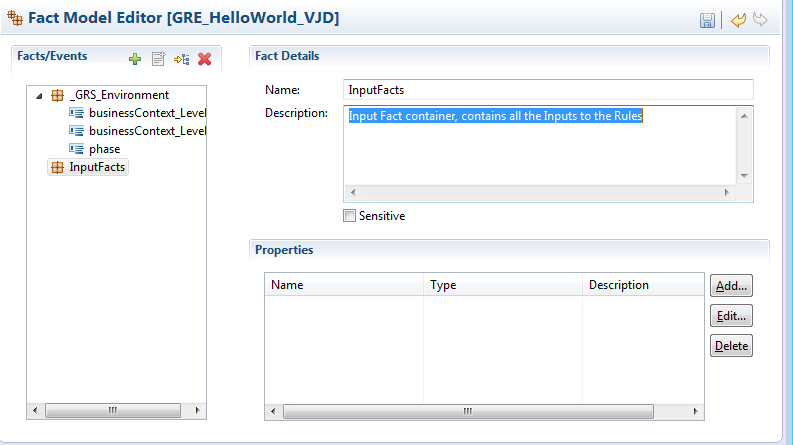 Fact Model Editor [GRE_HelloWorld_VJD]
Facts/Events
_GRS_Environment
businessContext_Level
businessContext_Level
phase
InputFacts
Fact Details
Name: InputFacts
Description: Input Fact container, contains all the Inputs to the Rules
Sensitive
Properties
Name Type Description
Add...
Edit...
Delete